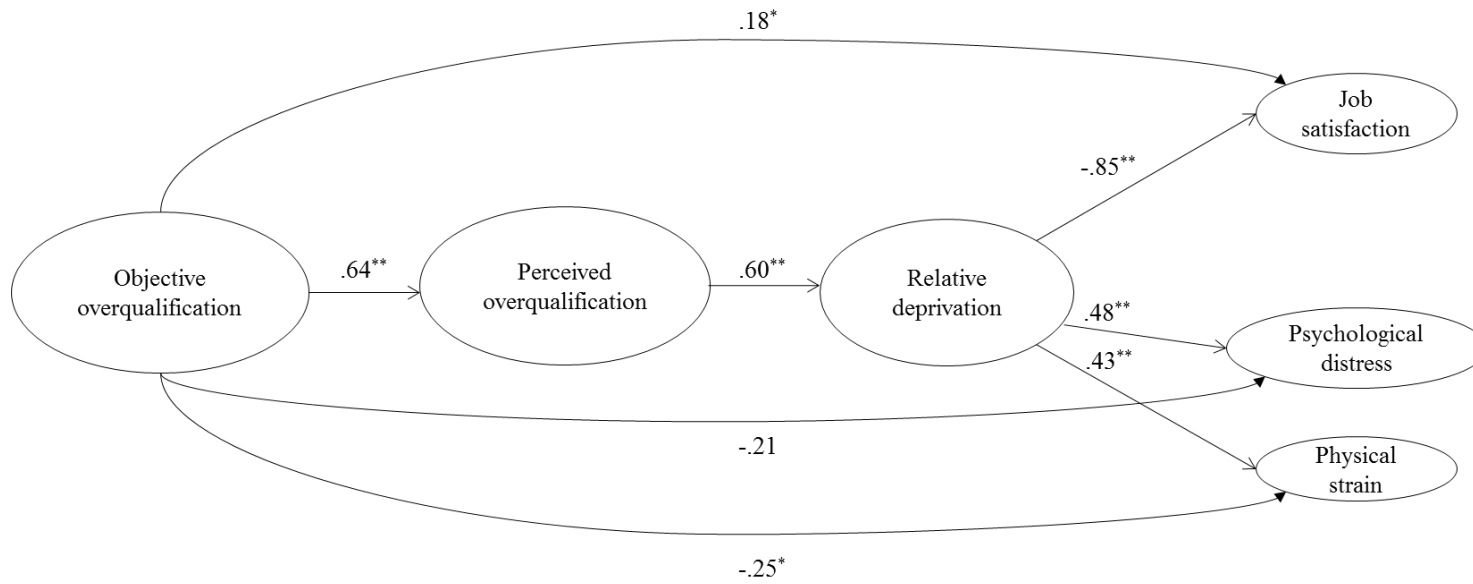 .18*
Job
satisfaction
-.85**
Objective
overqualification
.64**
Perceived
overqualification
.60**
Relative
deprivation
.48**
Psychological
distress
.43**
-.21
Physical
strain
-.25*